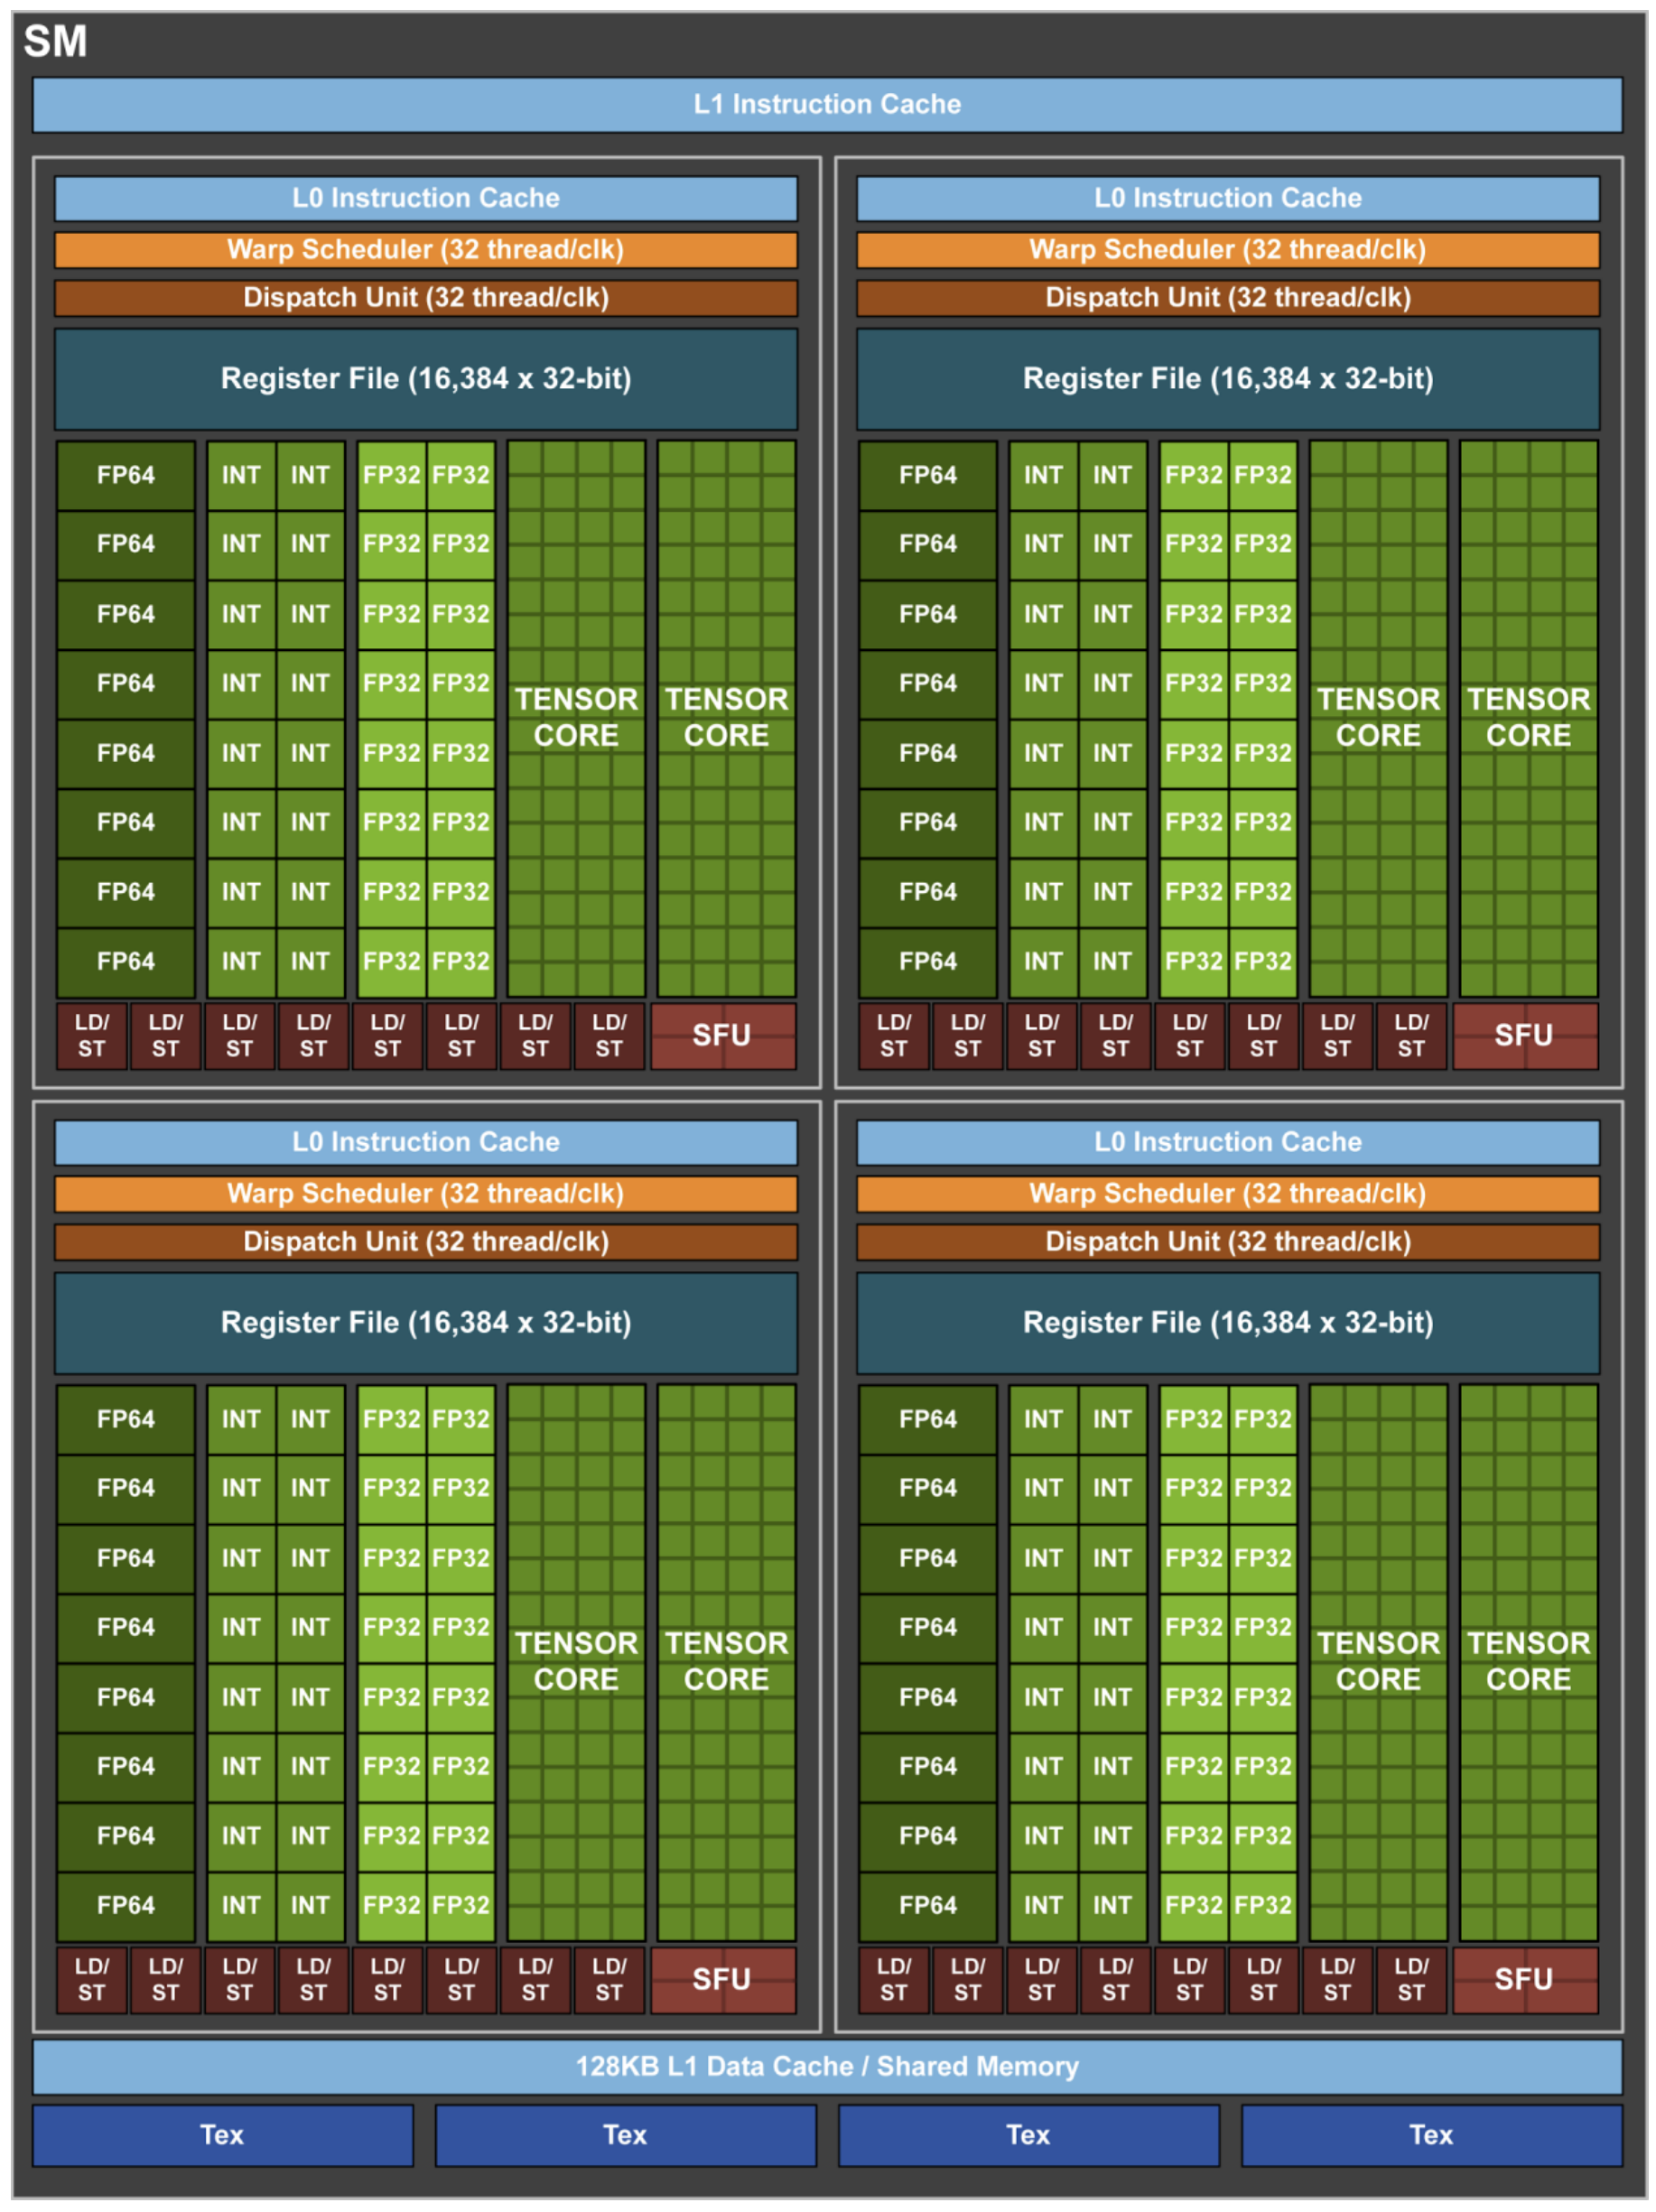 SM
L1 Instruction Cache
L0 Instruction Cache
Warp Scheduler (32 thread/clk)
Dispatch Unit (32 thread/clk)
Register File (16,384 x 32-bit)
FP64 INT INT FP32 FP32
FP64 INT INT FP32 FP32
FP64 INT INT FP32 FP32
FP64 INT INT FP32 FP32
TENSOR TENSOR
CORE CORE
FP64 INT INT FP32 FP32
FP64 INT INT FP32 FP32
FP64 INT INT FP32 FP32
FP64 INT INT FP32 FP32
LD/ LD/ LD/ LD/ LD/ LD/ LD/ LD/
ST ST ST ST ST ST ST ST
SFU
L0 Instruction Cache
Warp Scheduler (32 thread/clk)
Dispatch Unit (32 thread/clk)
Register File (16,384 x 32-bit)
FP64 INT INT FP32 FP32
FP64 INT INT FP32 FP32
FP64 INT INT FP32 FP32
FP64 INT INT FP32 FP32
TENSOR TENSOR
CORE CORE
FP64 INT INT FP32 FP32
FP64 INT INT FP32 FP32
FP64 INT INT FP32 FP32
FP64 INT INT FP32 FP32
LD/ LD/ LD/ LD/ LD/ LD/ LD/ LD/
ST ST ST ST ST ST ST ST
SFU
L0 Instruction Cache
Warp Scheduler (32 thread/clk)
Dispatch Unit (32 thread/clk)
Register File (16,384 x 32-bit)
FP64 INT INT FP32 FP32
FP64 INT INT FP32 FP32
FP64 INT INT FP32 FP32
FP64 INT INT FP32 FP32
TENSOR TENSOR
CORE CORE
FP64 INT INT FP32 FP32
FP64 INT INT FP32 FP32
FP64 INT INT FP32 FP32
FP64 INT INT FP32 FP32
LD/ LD/ LD/ LD/ LD/ LD/ LD/ LD/
ST ST ST ST ST ST ST ST
SFU
L0 Instruction Cache
Warp Scheduler (32 thread/clk)
Dispatch Unit (32 thread/clk)
Register File (16,384 x 32-bit)
FP64 INT INT FP32 FP32
FP64 INT INT FP32 FP32
FP64 INT INT FP32 FP32
FP64 INT INT FP32 FP32
TENSOR TENSOR
CORE CORE
FP64 INT INT FP32 FP32
FP64 INT INT FP32 FP32
FP64 INT INT FP32 FP32
FP64 INT INT FP32 FP32
LD/ LD/ LD/ LD/ LD/ LD/ LD/ LD/
ST ST ST ST ST ST ST ST
SFU
128KB L1 Data Cache / Shared Memory
Tex Tex Tex Tex